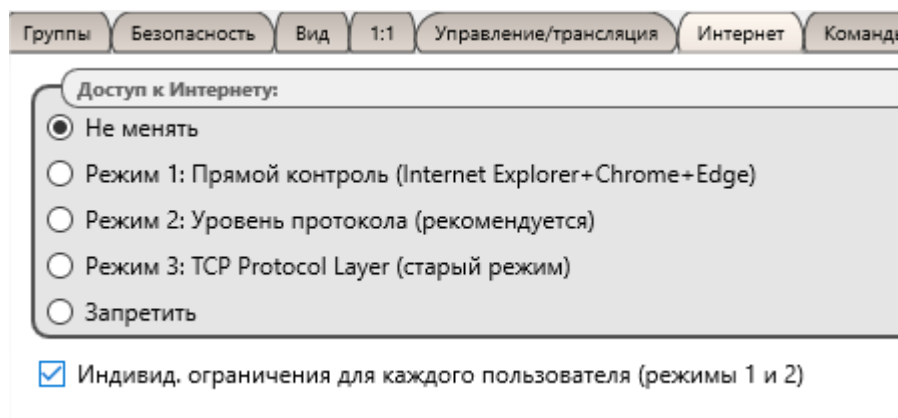 Группы Безопасность Вид 1:1 Управление/трансляция Интернет Команды
Доступ к Интернету:
Не менять
Режим 1: Прямой контроль (Internet Explorer+Chrome+Edge)
Режим 2: Уровень протокола (рекомендуется)
Режим 3: TCP Protocol Layer (старый режим)
Запретить
Индивид. ограничения для каждого пользователя (режимы 1 и 2)